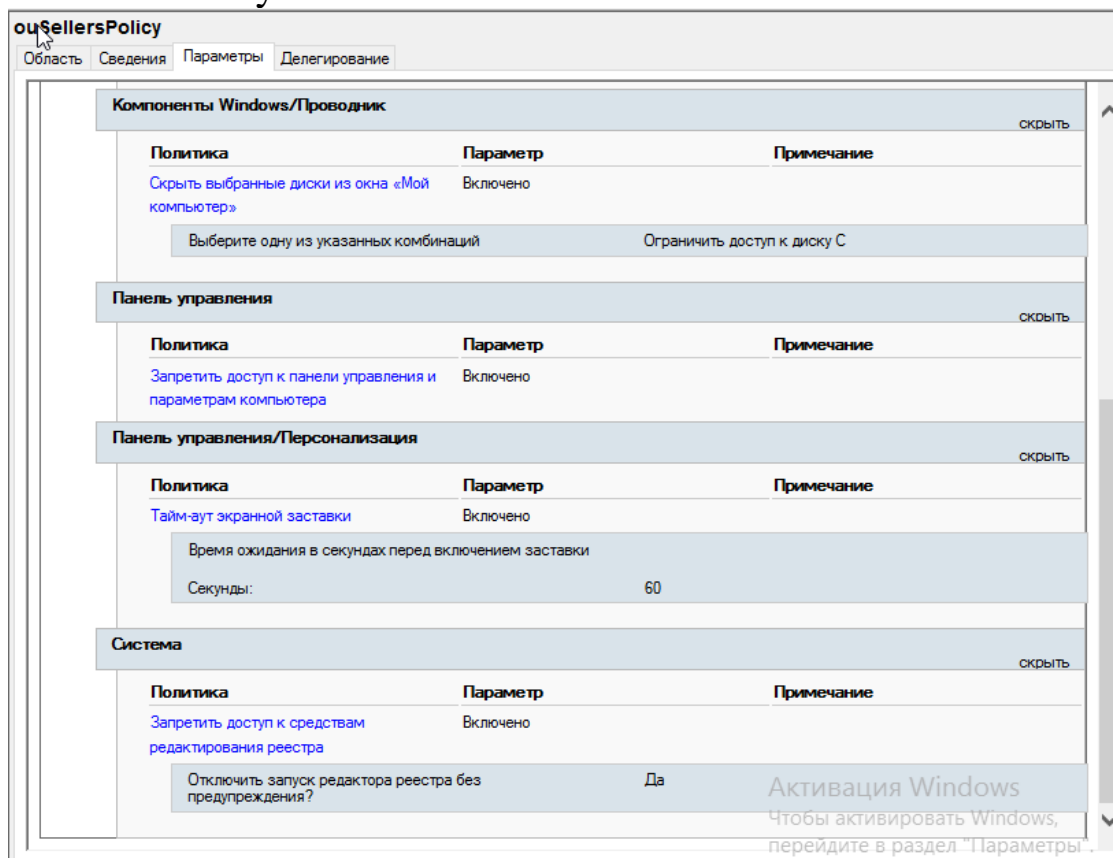 ouSellersPolicy
Область Сведения Параметры Делегирование
Компоненты Windows/Проводник
скрыть
Политика Параметр Примечание
Скрыть выбранные диски из окна «Мой Включено
компьютер»
Выберите одну из указанных комбинаций Ограничить доступ к диску C
Панель управления
скрыть
Политика Параметр Примечание
Запретить доступ к панели управления и Включено
параметрам компьютера
Панель управления/Персонализация
скрыть
Политика Параметр Примечание
Тайм-аут экранной заставки Включено
Время ожидания в секундах перед включением заставки
Секунды: 60
Система
скрыть
Политика Параметр Примечание
Запретить доступ к средствам Включено
редактирования реестра
Отключить запуск редактора реестра без Да
предупреждения?
Активация Windows
Чтобы активировать Windows,
перейдите в раздел "Параметры".